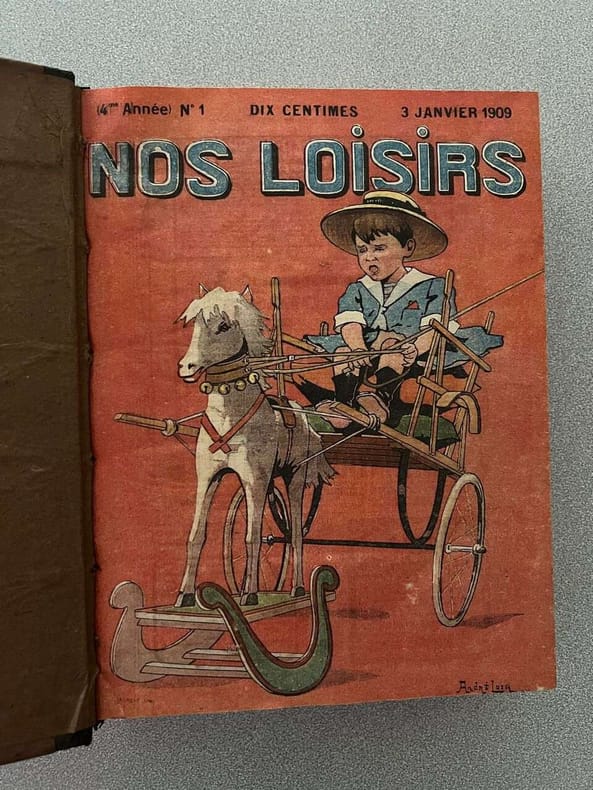 (4me Année) N° 1 DIX CENTIMES 3 JANVIER 1909
NOS LOISIRS